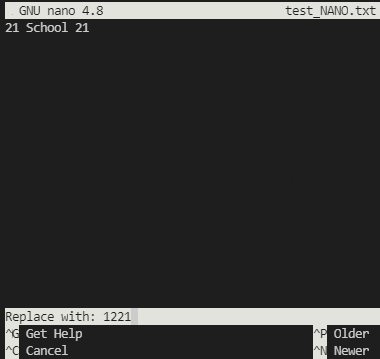 GNU nano 4.8 test_NANO.txt
21 School 21
Replace with: 1221
^G Get Help ^P Older
^C Cancel ^N Newer